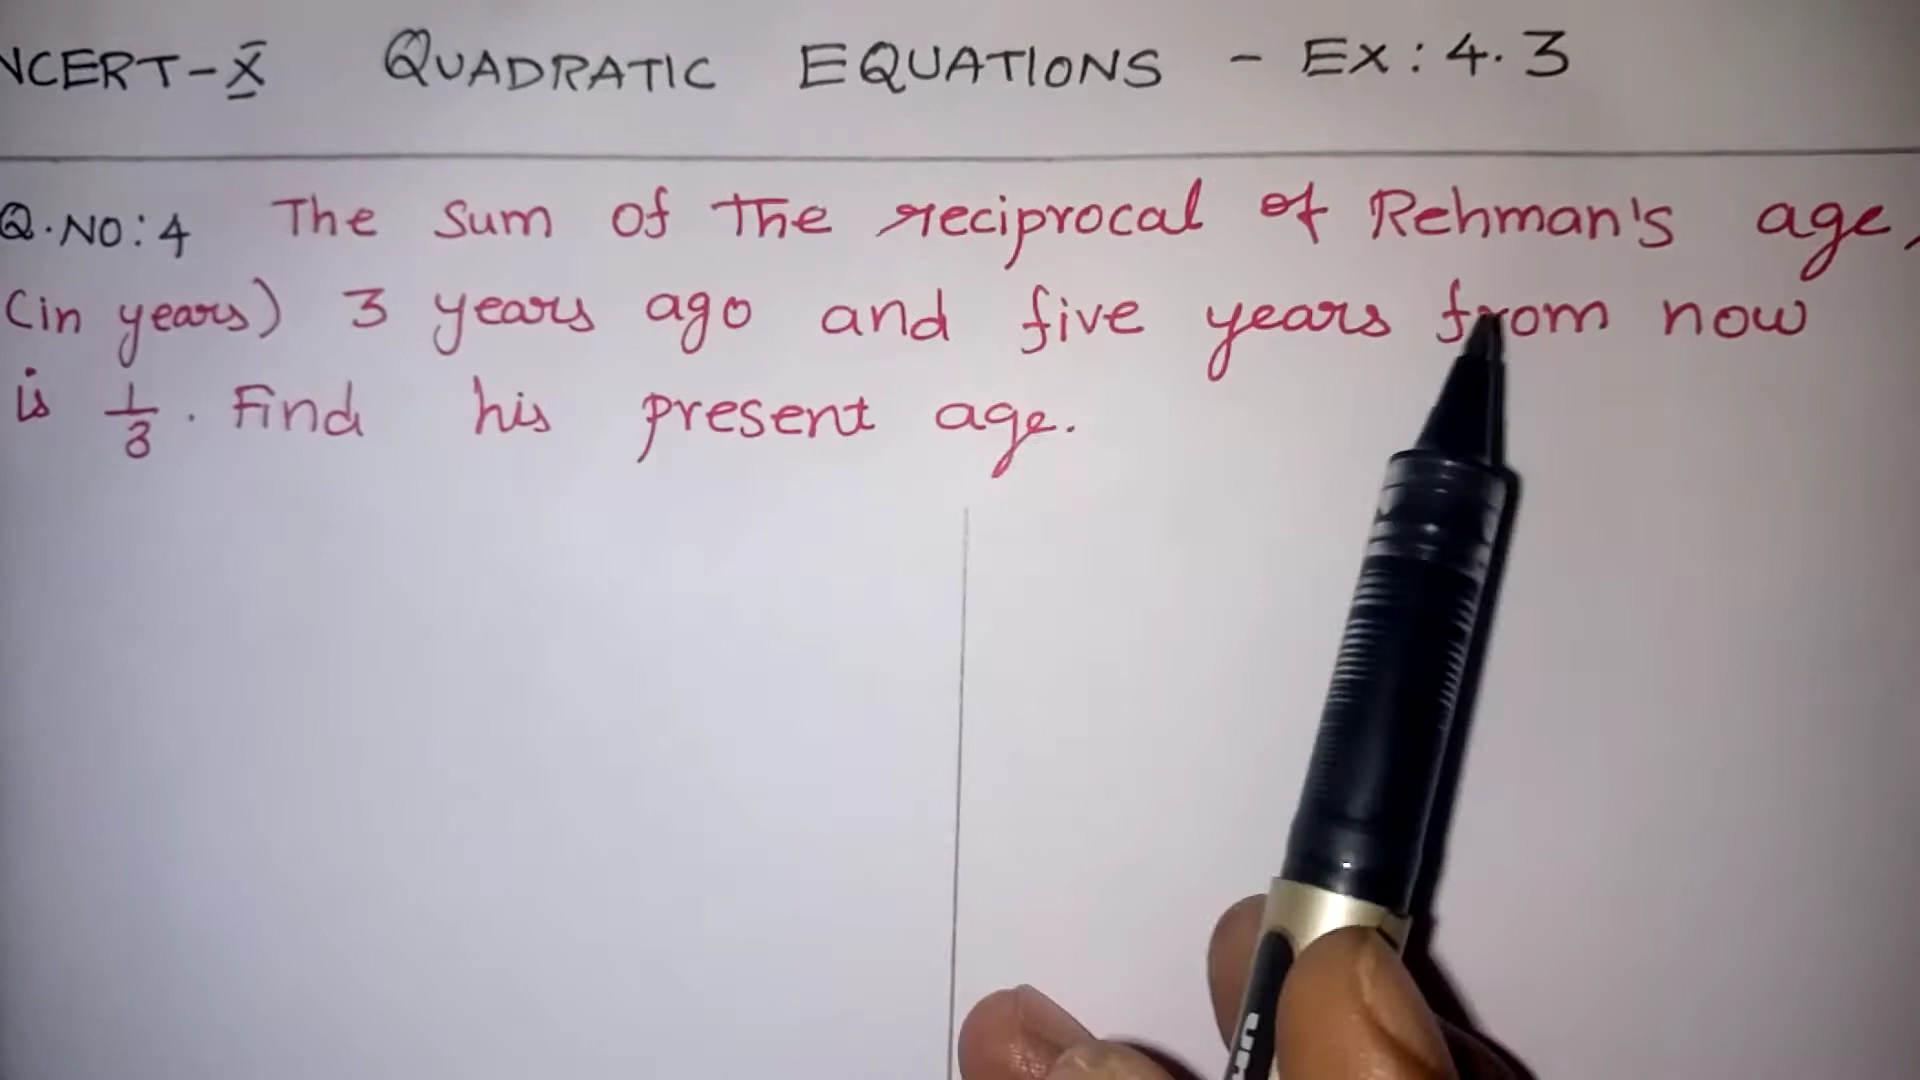 NCERT-X QUADRATIC EQUATIONS - EX: 4.3
Q.NO:4 The sum of the reciprocal of Rehman's age,
(in years) 3 years ago and five years from now
is 1/3. Find his present age.